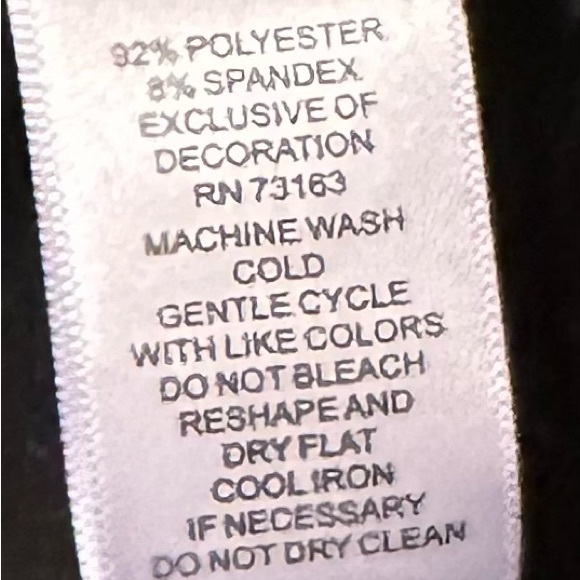 92% POLYESTER
8% SPANDEX
EXCLUSIVE OF
DECORATION
RN 73163
MACHINE WASH
COLD
GENTLE CYCLE
WITH LIKE COLORS
DO NOT BLEACH
RESHAPE AND
DRY FLAT
COOL IRON
IF NECESSARY
DO NOT DRY CLEAN